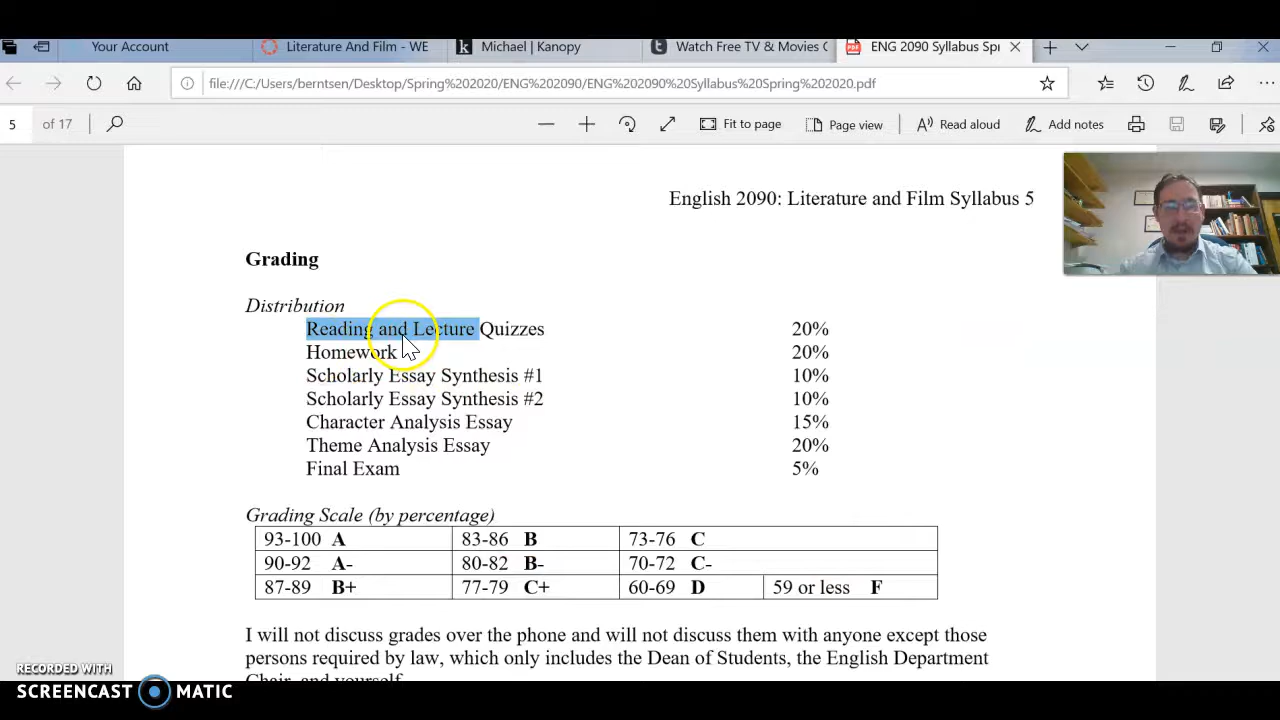 Your Account
Literature And Film - WE
k Michael | Kanopy
t Watch Free TV & Movies C
PDF ENG 2090 Syllabus Spr
file:///C:/Users/berntsen/Desktop/Spring%202020/ENG%202090/ENG%202090%20Syllabus%20Spring%202020.pdf
5 of 17
Fit to page
Page view
Read aloud
Add notes
English 2090: Literature and Film Syllabus 5
Grading
Distribution
Reading and Lecture Quizzes 20%
Homework 20%
Scholarly Essay Synthesis #1 10%
Scholarly Essay Synthesis #2 10%
Character Analysis Essay 15%
Theme Analysis Essay 20%
Final Exam 5%
Grading Scale (by percentage)
93-100 A 83-86 B 73-76 C
90-92 A- 80-82 B- 70-72 C-
87-89 B+ 77-79 C+ 60-69 D 59 or less F
I will not discuss grades over the phone and will not discuss them with anyone except those
persons required by law, which only includes the Dean of Students, the English Department
Chair, and yourself.
RECORDED WITH
SCREENCAST MATIC